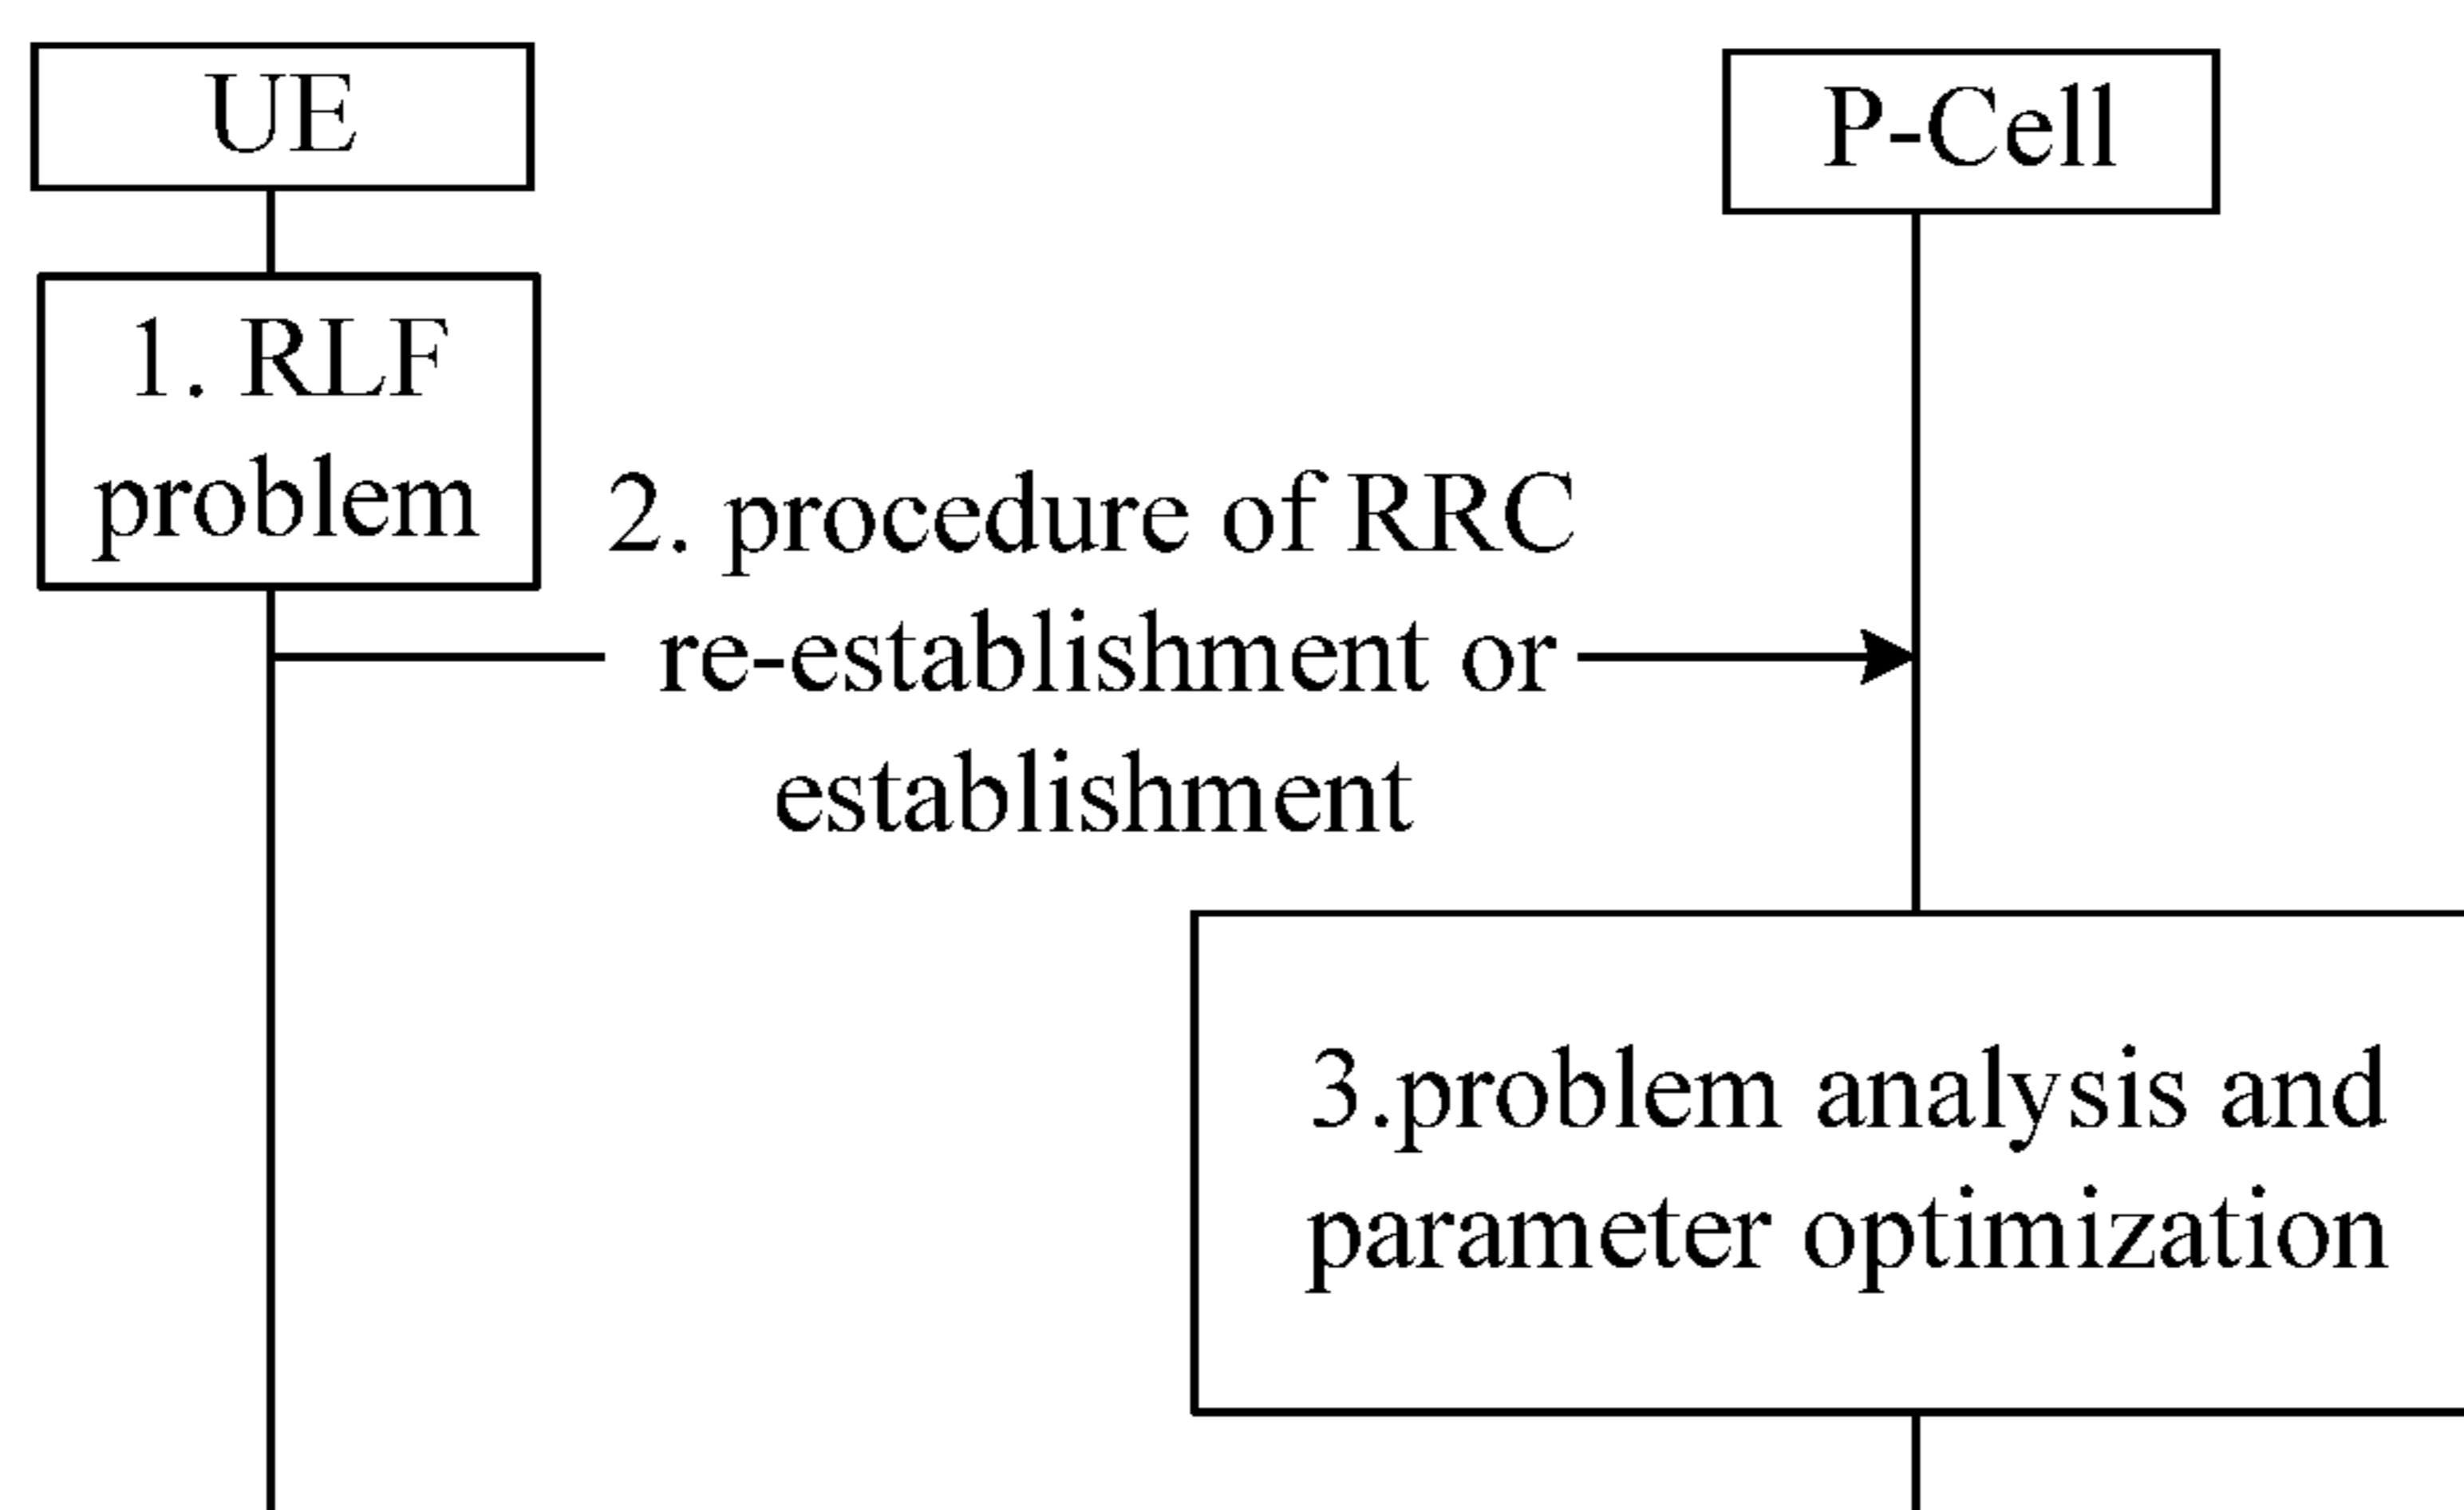 UE
P-Cell
1. RLF
problem
2. procedure of RRC
re-establishment or
establishment
3.problem analysis and
parameter optimization